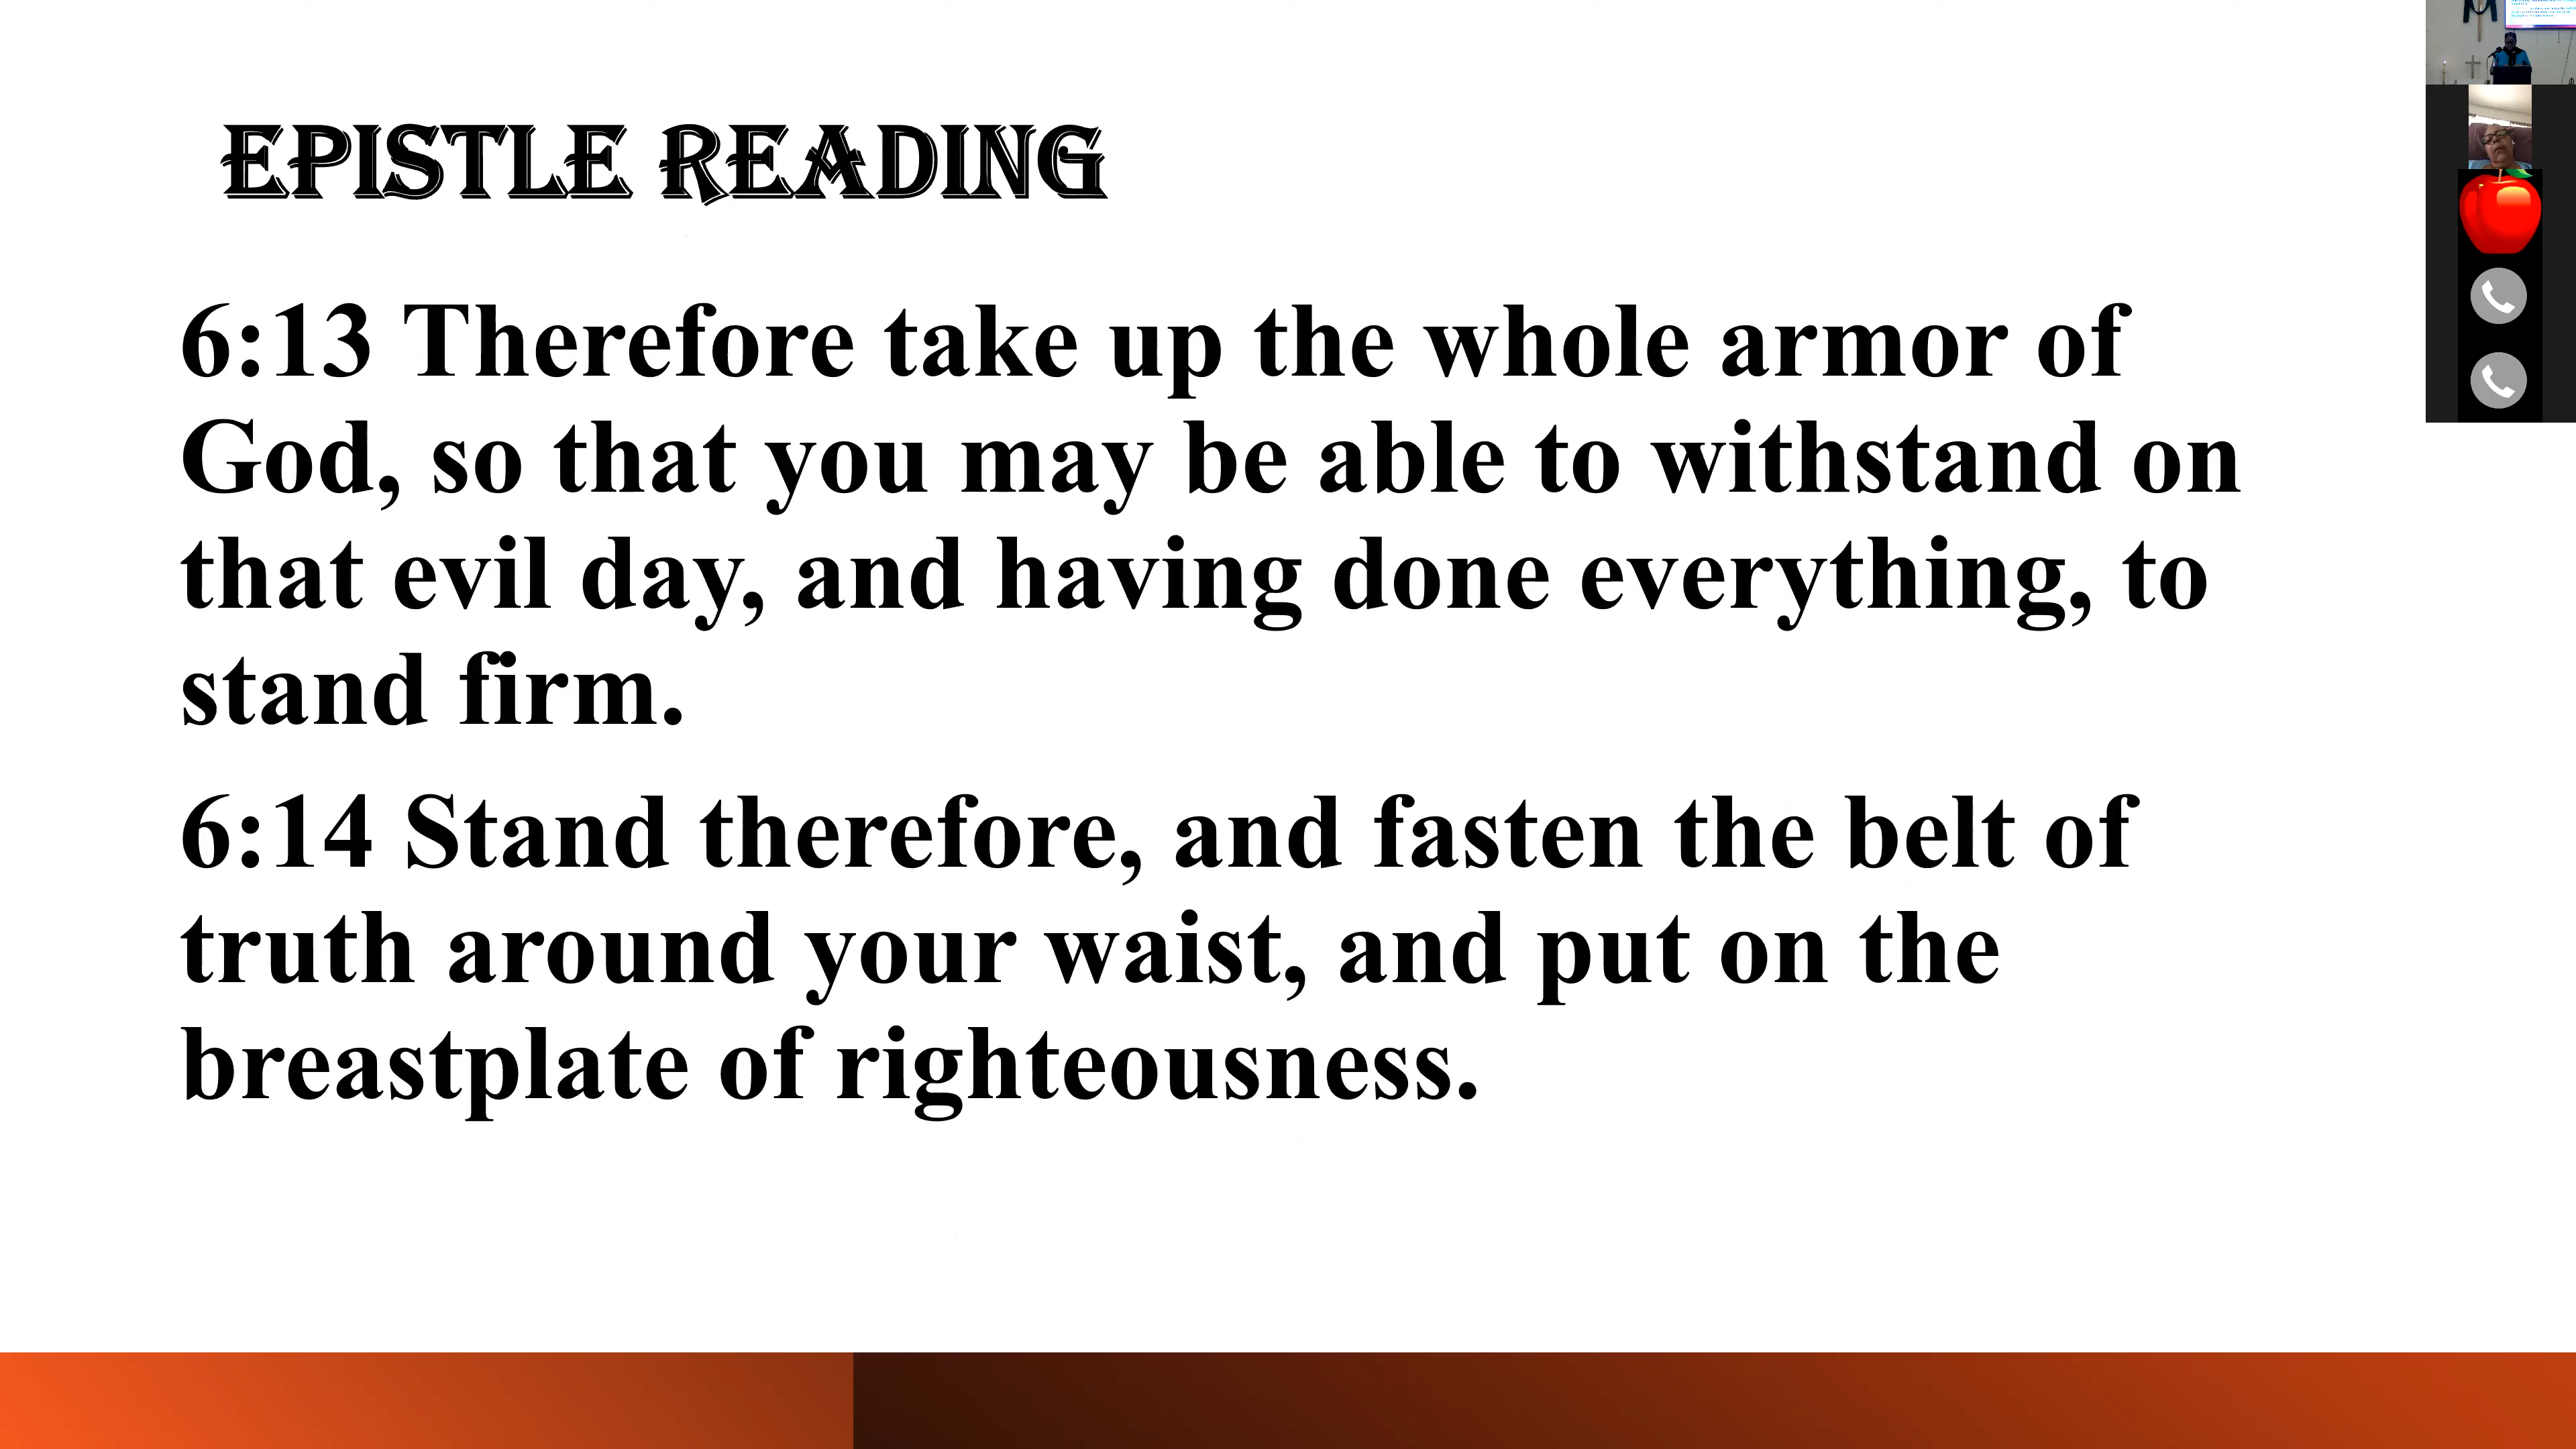 EPISTLE READING
6:13 Therefore take up the whole armor of
God, so that you may be able to withstand on
that evil day, and having done everything, to
stand firm.
6:14 Stand therefore, and fasten the belt of
truth around your waist, and put on the
breastplate of righteousness.